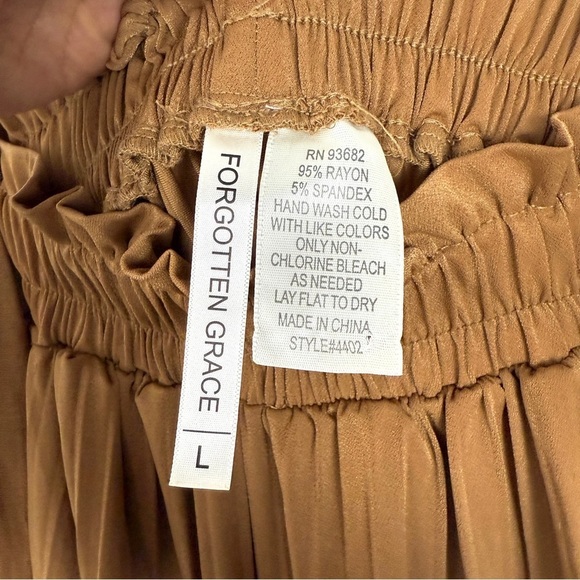 FORGOTTEN GRACE | L
RN 93682
95% RAYON
5% SPANDEX
HAND WASH COLD
WITH LIKE COLORS
ONLY NON-
CHLORINE BLEACH
AS NEEDED
LAY FLAT TO DRY
MADE IN CHINA
STYLE#4402